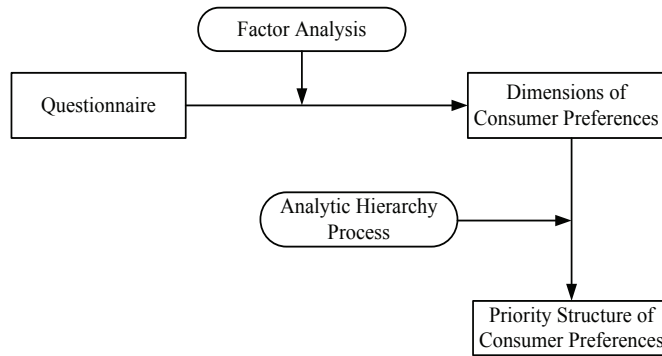 Factor Analysis
Questionnaire
Dimensions of
Consumer Preferences
Analytic Hierarchy
Process
Priority Structure of
Consumer Preferences